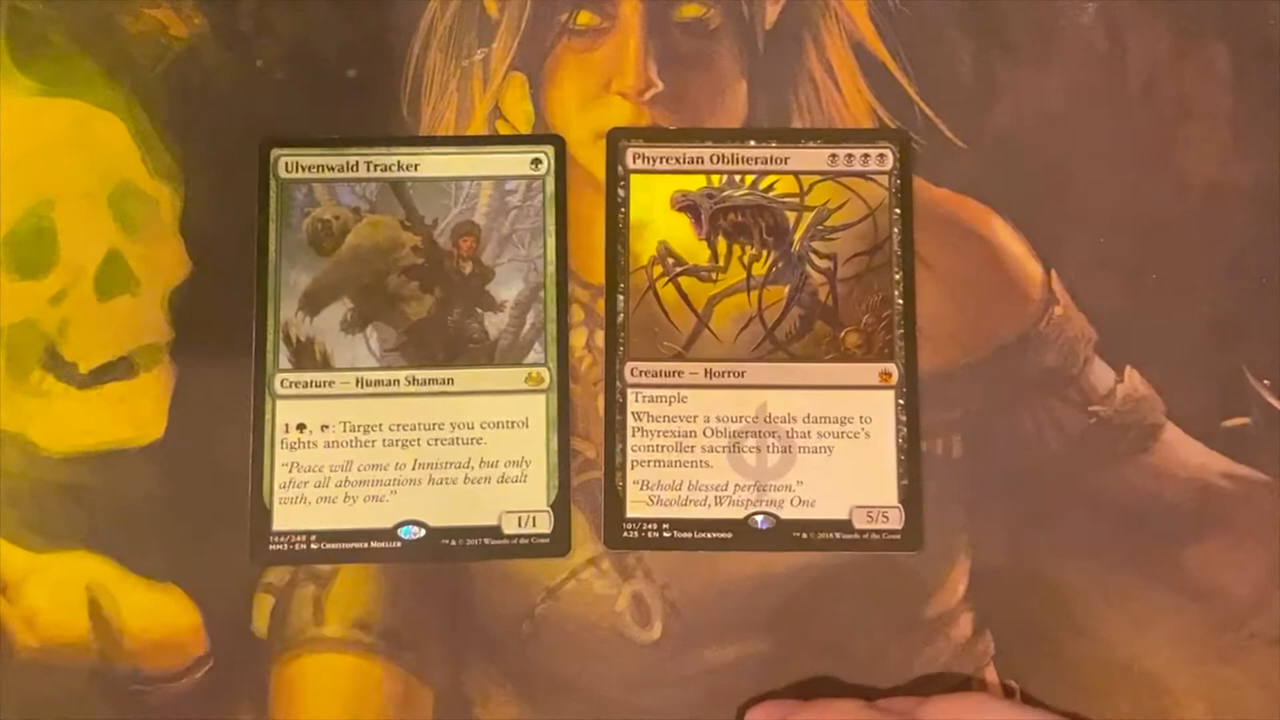 Ulvenwald Tracker
Creature — Human Shaman
1 , : Target creature you control
fights another target creature.
"Peace will come to Innistrad, but only
after all abominations have been dealt
with, one by one."
1/1
MM3 • EN Christopher Moeller
™ & © 2017 Wizards of the Coast
Phyrexian Obliterator
Creature — Horror
Trample
Whenever a source deals damage to
Phyrexian Obliterator, that source's
controller sacrifices that many
permanents.
"Behold blessed perfection."
—Sheoldred, Whispering One
5/5
101/249 M
A25 • EN Todd Lockwood
™ & © 2018 Wizards of the Coast